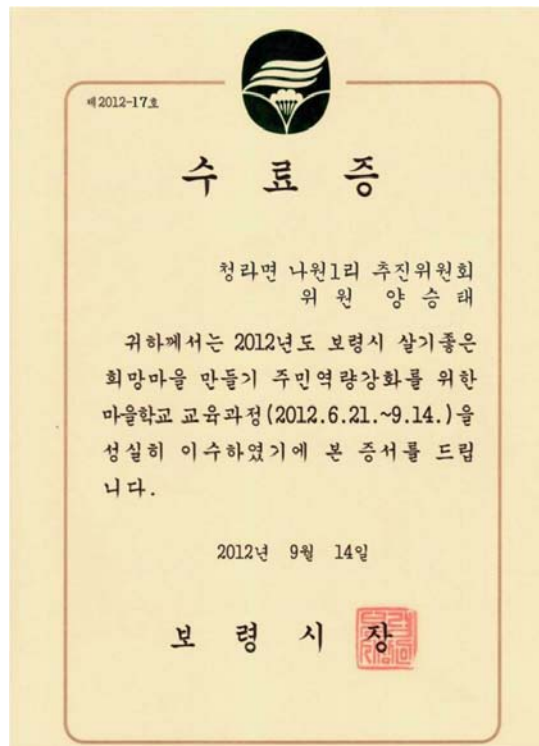 제2012-17호
수 료 증
청라면 나원1리 추진위원회
위 원 양 승 태
귀하께서는 2012년도 보령시 살기좋은
희망마을 만들기 주민역량강화를 위한
마을학교 교육과정(2012.6.21.~9.14.)을
성실히 이수하였기에 본 증서를 드립
니다.
2012년 9월 14일
보 령 시 장